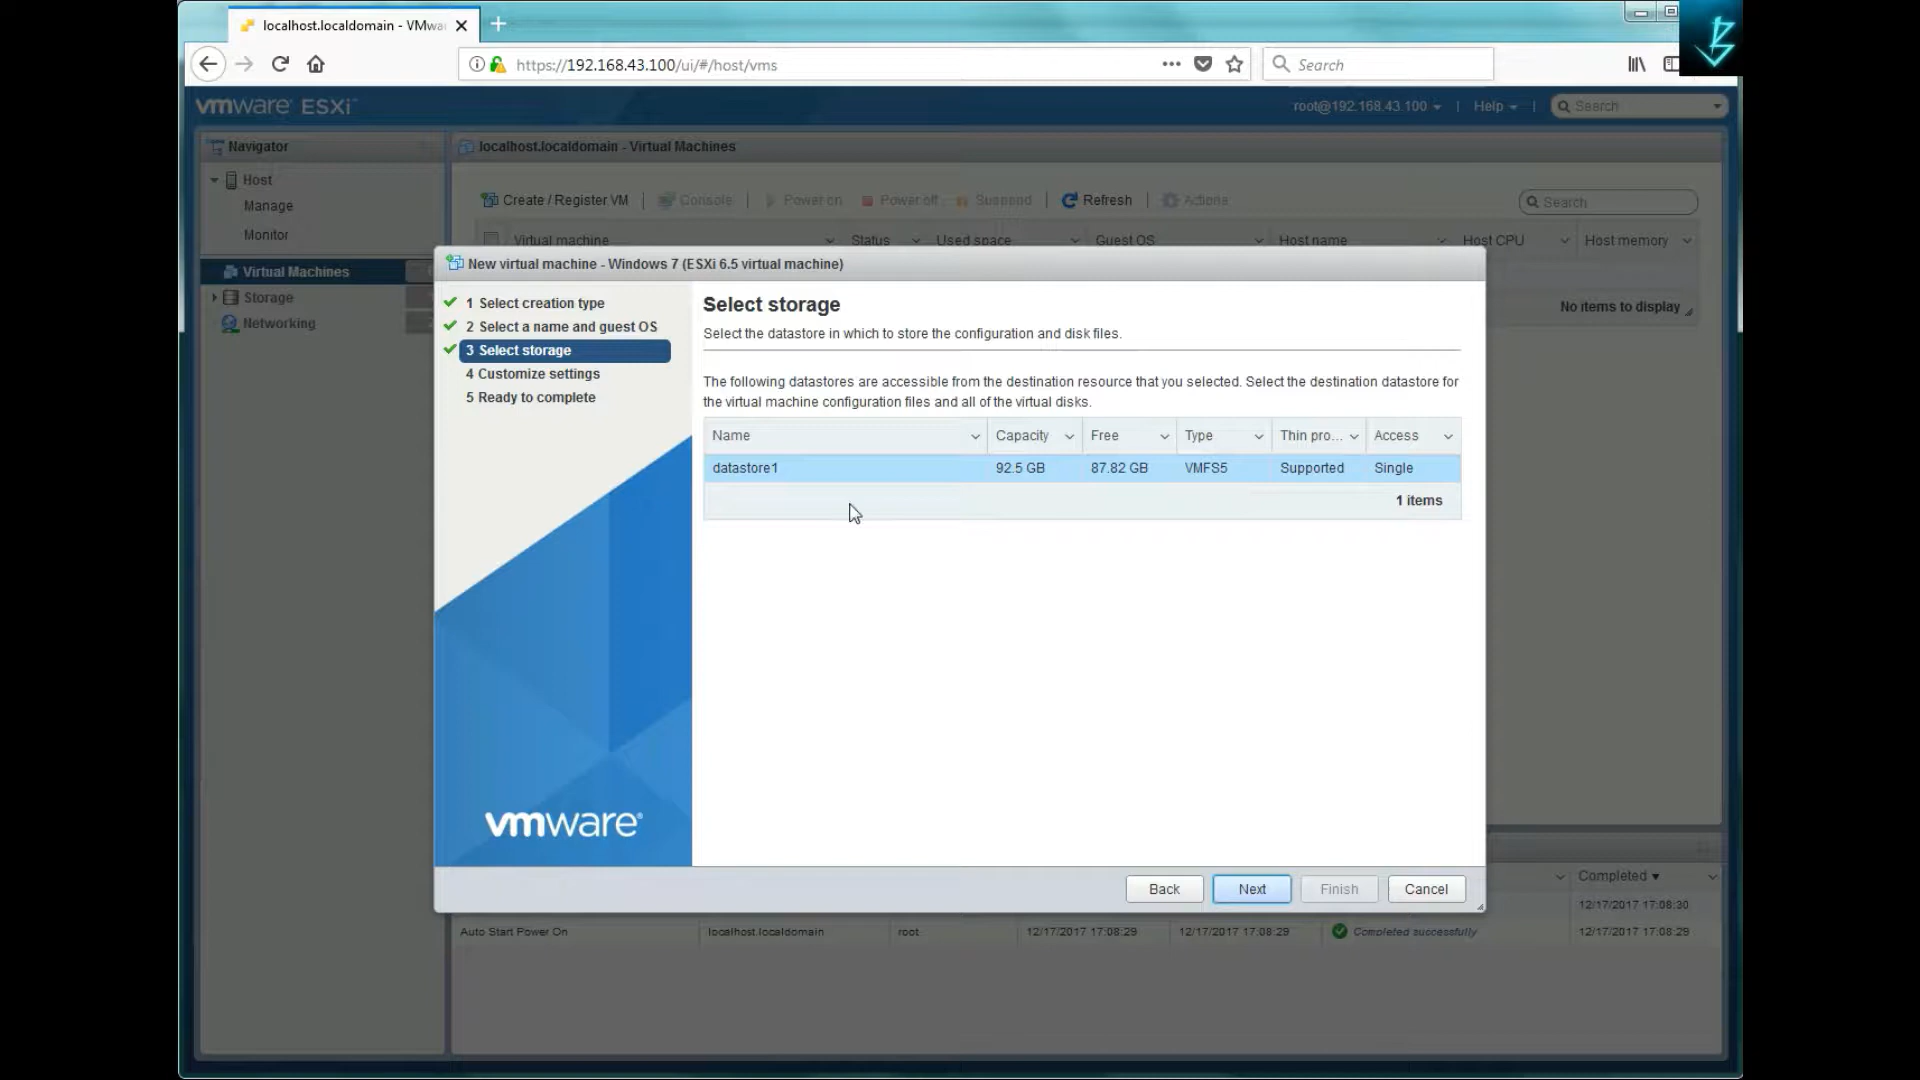 localhost.localdomain - VMwa
https://192.168.43.100/ui/#/host/vms
Search
vmware ESXi
root@192.168.43.100
Help
Search
Navigator
localhost.localdomain - Virtual Machines
Host
Manage
Monitor
Virtual Machines
Storage
Networking
Create / Register VM
Console
Power on
Power off
Suspend
Refresh
Actions
Search
Virtual machine
Status
Used space
Guest OS
Host name
Host CPU
Host memory
No items to display
New virtual machine - Windows 7 (ESXi 6.5 virtual machine)
1 Select creation type
2 Select a name and guest OS
3 Select storage
4 Customize settings
5 Ready to complete
vmware
Select storage
Select the datastore in which to store the configuration and disk files.
The following datastores are accessible from the destination resource that you selected. Select the destination datastore for
the virtual machine configuration files and all of the virtual disks.
Name Capacity Free Type Thin pro... Access
datastore1 92.5 GB 87.82 GB VMFS5 Supported Single
1 items
Back
Next
Finish
Cancel
Completed
12/17/2017 17:08:30
Auto Start Power On localhost.localdomain root 12/17/2017 17:08:29 12/17/2017 17:08:29 Completed successfully 12/17/2017 17:08:29